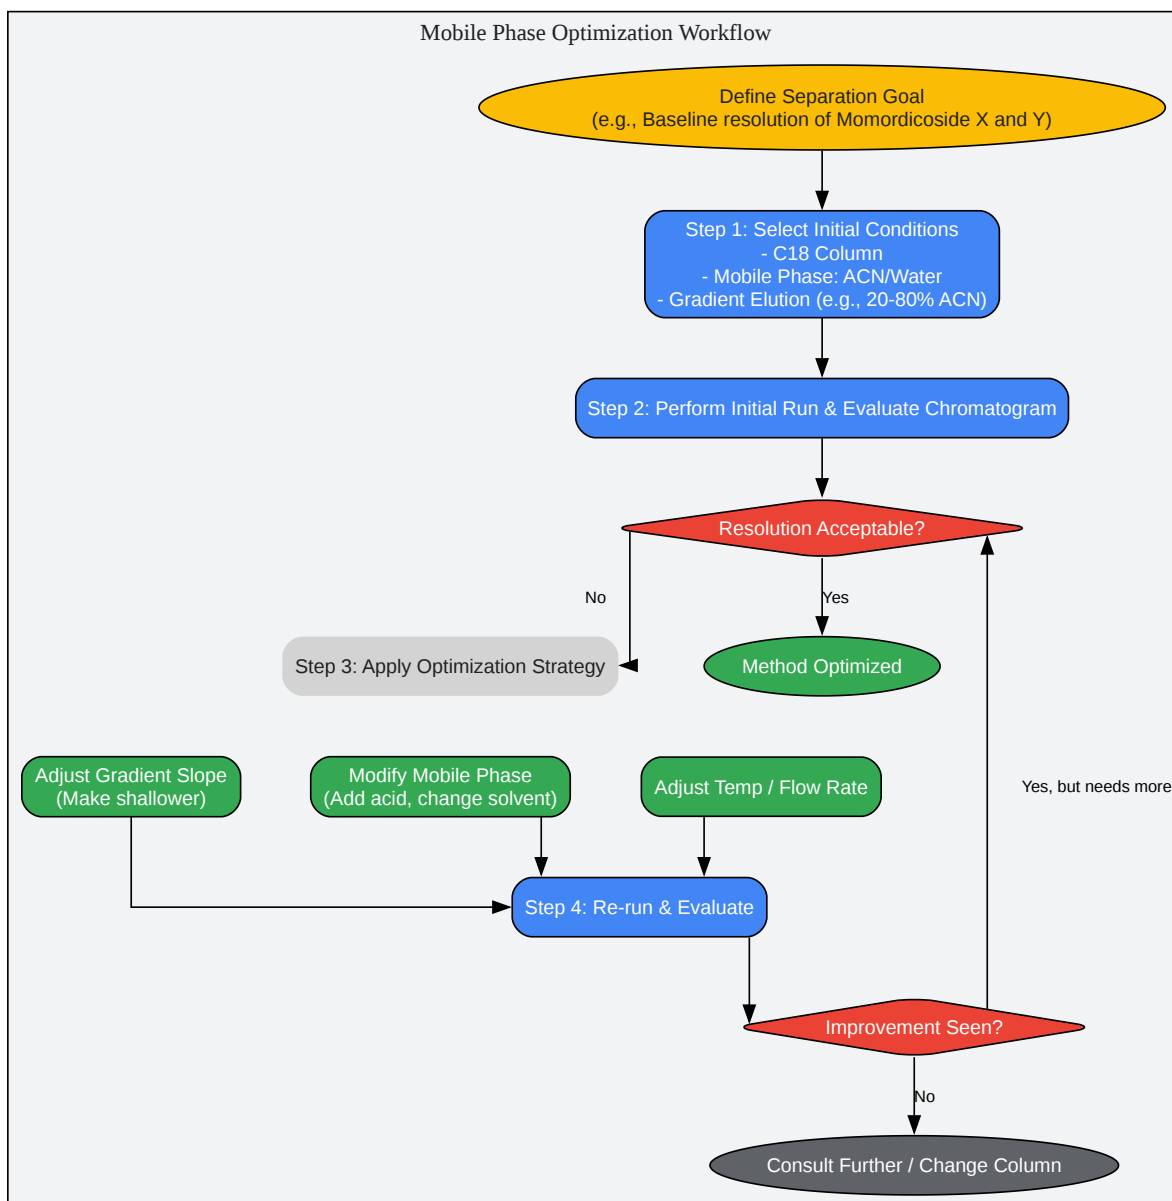 Mobile Phase Optimization Workflow
Define Separation Goal
(e.g., Baseline resolution of Momordicoside X and Y)
Step 1: Select Initial Conditions
- C18 Column
- Mobile Phase: ACN/Water
- Gradient Elution (e.g., 20-80% ACN)
Step 2: Perform Initial Run & Evaluate Chromatogram
Resolution Acceptable?
No
Yes
Step 3: Apply Optimization Strategy
Method Optimized
Adjust Gradient Slope
(Make shallower)
Modify Mobile Phase
(Add acid, change solvent)
Adjust Temp / Flow Rate
Yes, but needs more
Step 4: Re-run & Evaluate
Improvement Seen?
No
Consult Further / Change Column